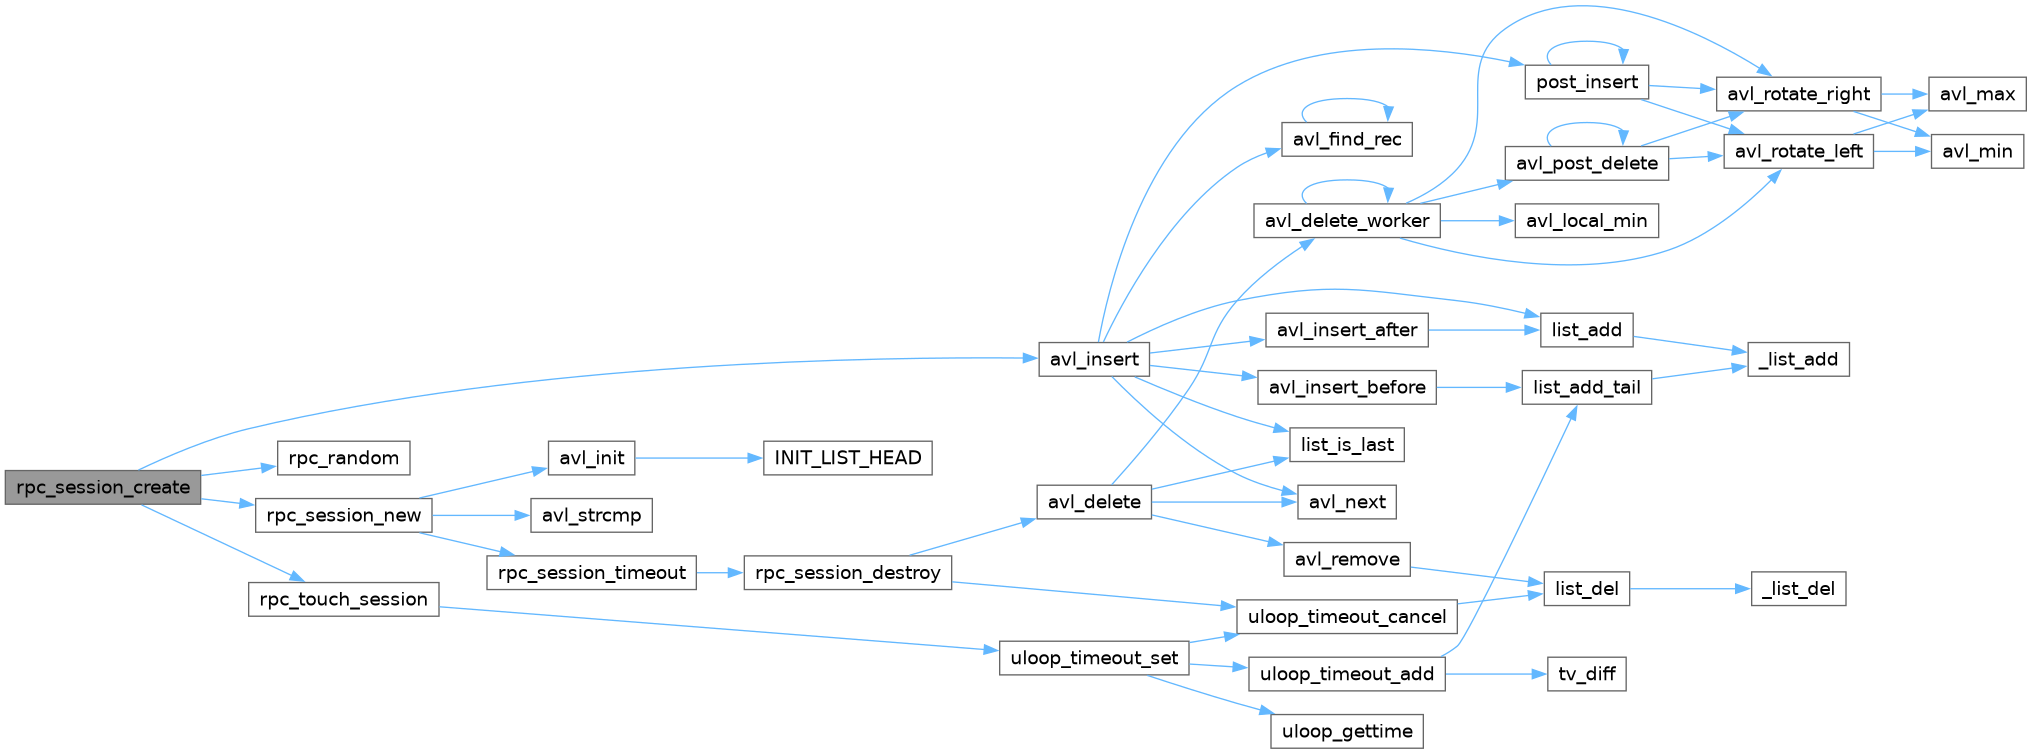 rpc_session_create
rpc_random
rpc_session_new
rpc_touch_session
avl_init
avl_strcmp
rpc_session_timeout
INIT_LIST_HEAD
rpc_session_destroy
avl_insert
avl_delete
uloop_timeout_set
avl_find_rec
avl_delete_worker
avl_insert_after
avl_insert_before
list_is_last
avl_next
avl_remove
uloop_timeout_cancel
uloop_timeout_add
uloop_gettime
post_insert
avl_post_delete
avl_local_min
list_add
list_add_tail
list_del
tv_diff
avl_rotate_right
avl_rotate_left
_list_add
_list_del
avl_max
avl_min